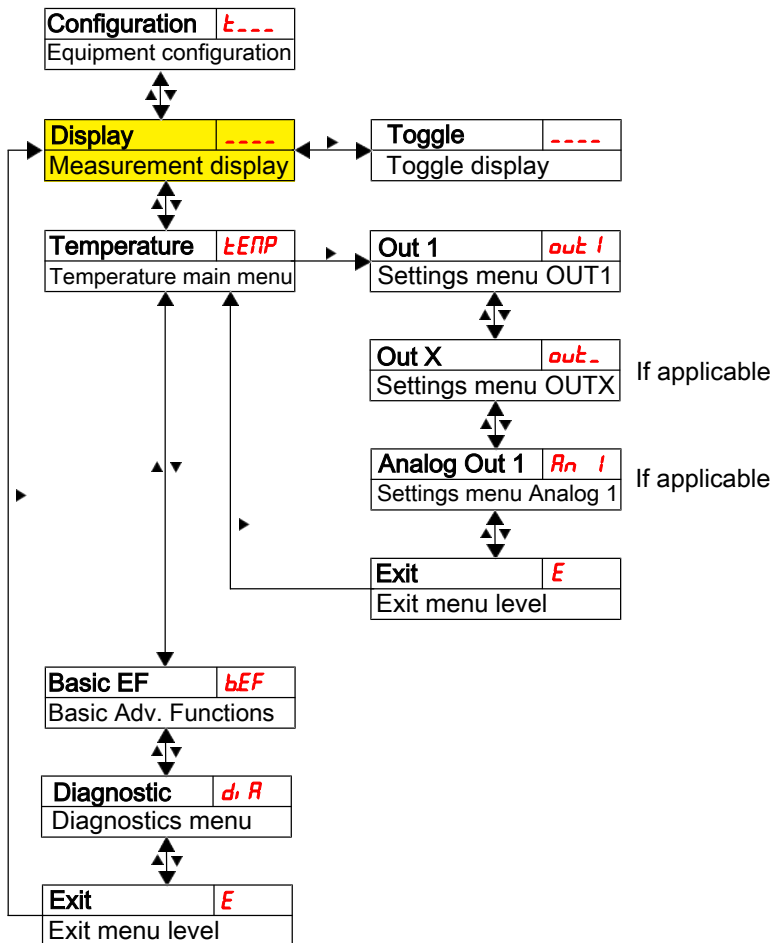 Configuration t___
Equipment configuration
Display ----
Measurement display
Toggle ----
Toggle display
Temperature tEMP
Temperature main menu
Out 1 out 1
Settings menu OUT1
Out X out_
Settings menu OUTX
If applicable
Analog Out 1 An 1
Settings menu Analog 1
If applicable
Exit E
Exit menu level
Basic EF b.EF
Basic Adv. Functions
Diagnostic di A
Diagnostics menu
Exit E
Exit menu level